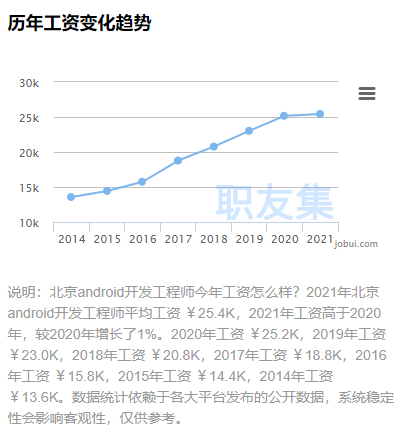 历年工资变化趋势
30k
25k
20k
15k
10k
职友集
2014 2015 2016 2017 2018 2019 2020 2021
jobui.com
说明：北京android开发工程师今年工资怎么样？2021年北京
android开发工程师平均工资 ￥25.4K，2021年工资高于2020
年，较2020年增长了1%。2020年工资 ￥25.2K，2019年工资
￥23.0K，2018年工资 ￥20.8K，2017年工资 ￥18.8K，2016
年工资 ￥15.8K，2015年工资 ￥14.4K，2014年工资
￥13.6K。数据统计依赖于各大平台发布的公开数据，系统稳定
性会影响客观性，仅供参考。